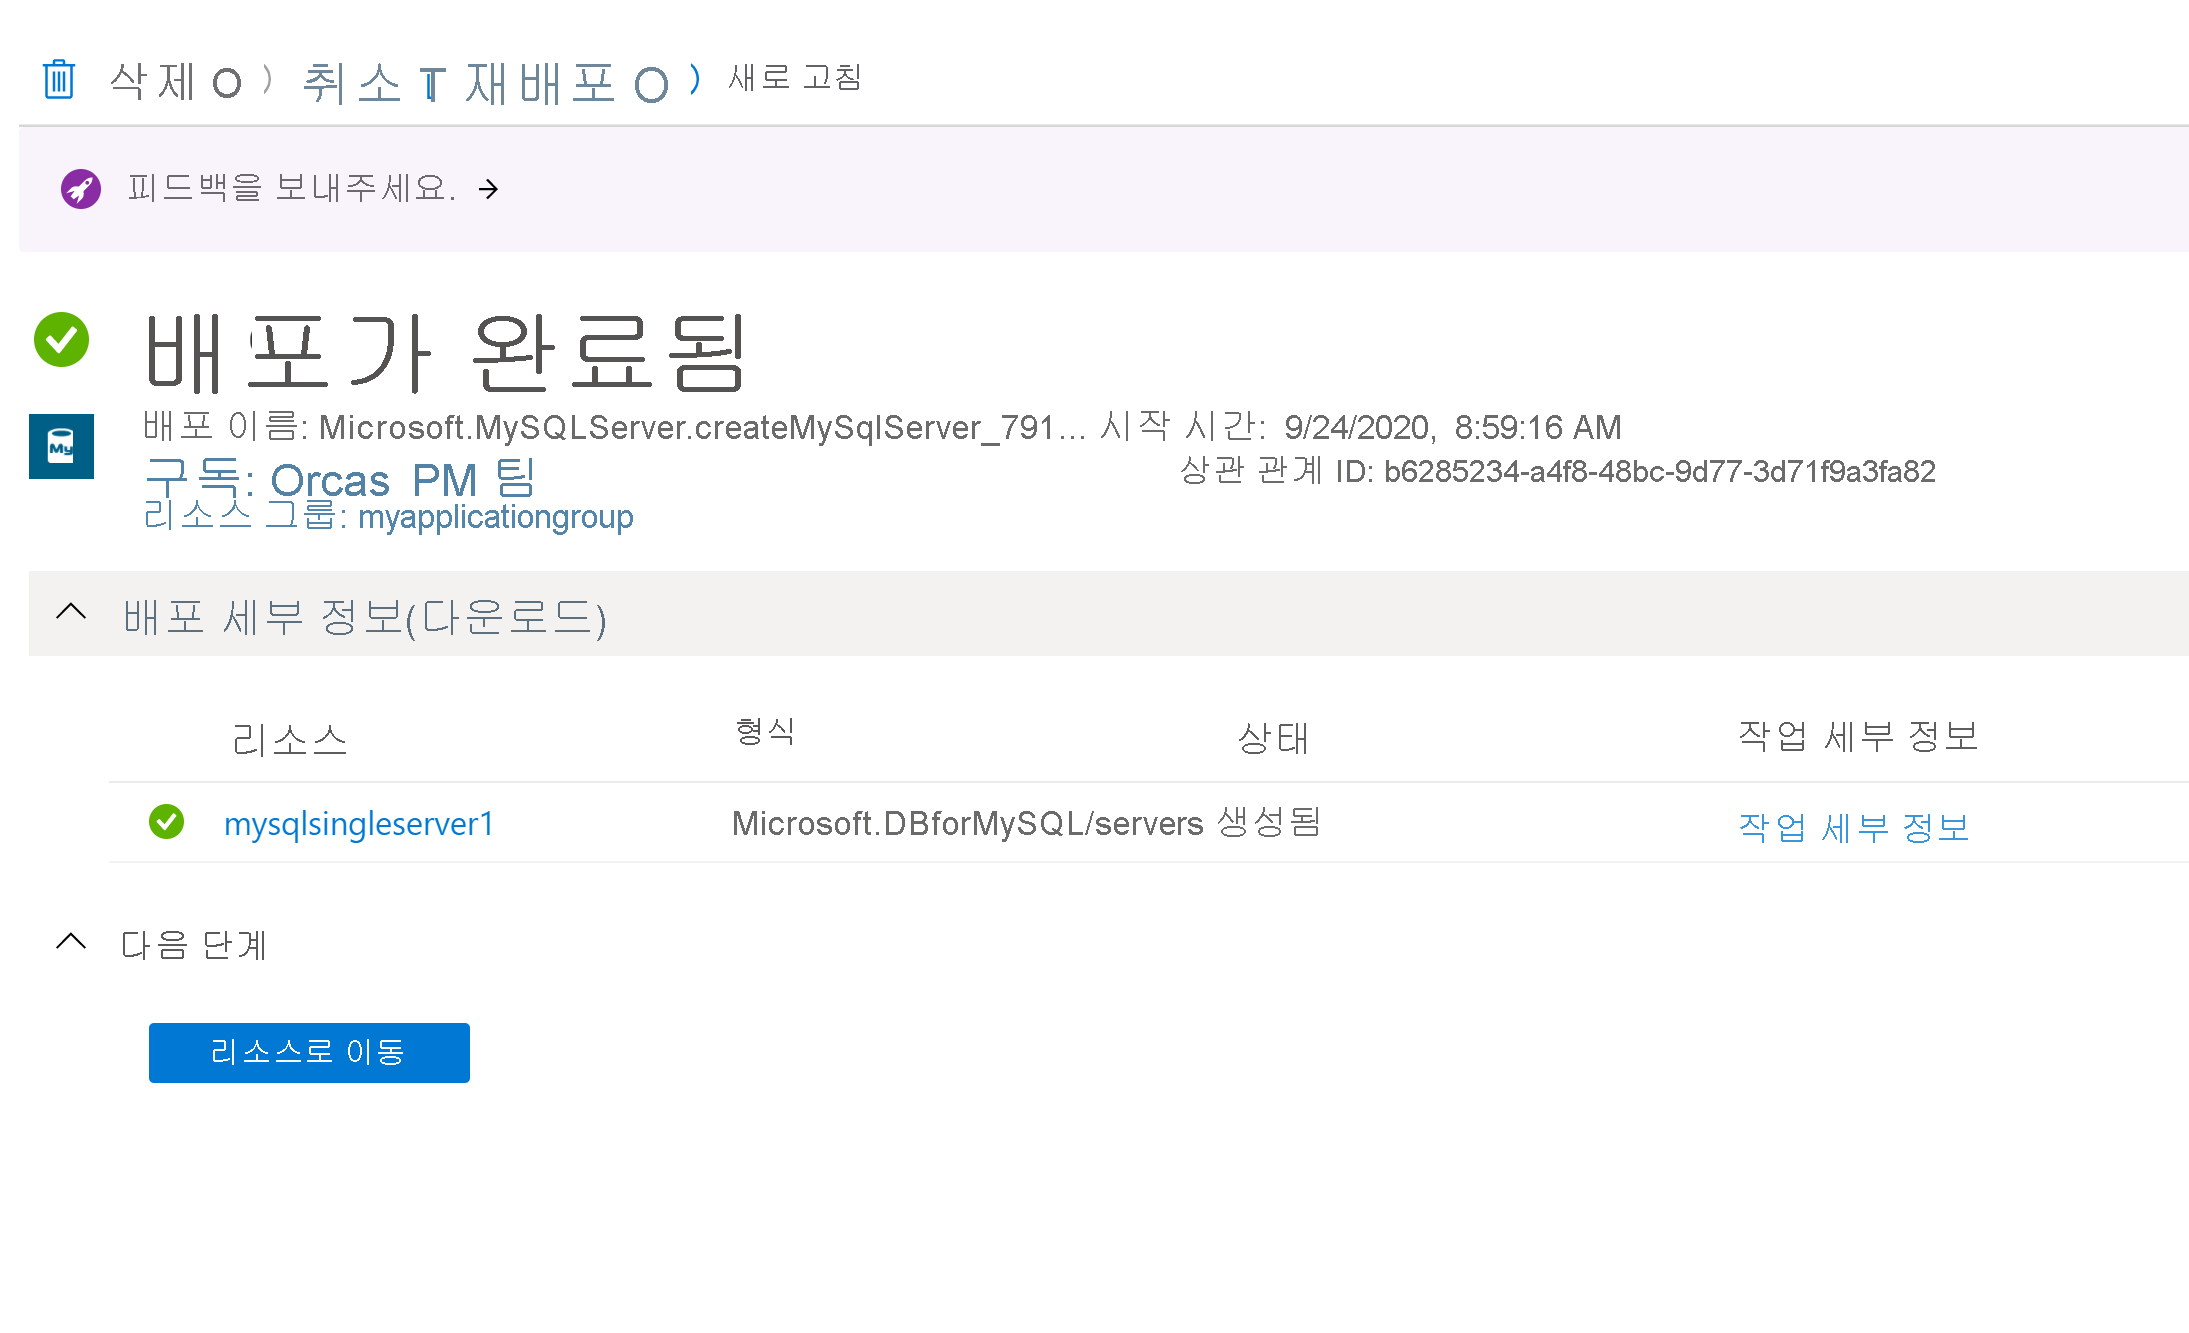 삭제 O ) 취소 T 재배포 O ) 새로 고침
피드백을 보내주세요. →
배포가 완료됨
배포 이름: Microsoft.MySQLServer.createMySqlServer_791... 시작 시간: 9/24/2020, 8:59:16 AM
My
구독: Orcas PM 팀 상관 관계 ID: b6285234-a4f8-48bc-9d77-3d71f9a3fa82
리소스 그룹: myapplicationgroup
배포 세부 정보(다운로드)
리소스 형식 상태 작업 세부 정보
mysqlsingleserver1 Microsoft.DBforMySQL/servers 생성됨 작업 세부 정보
다음 단계
리소스로 이동